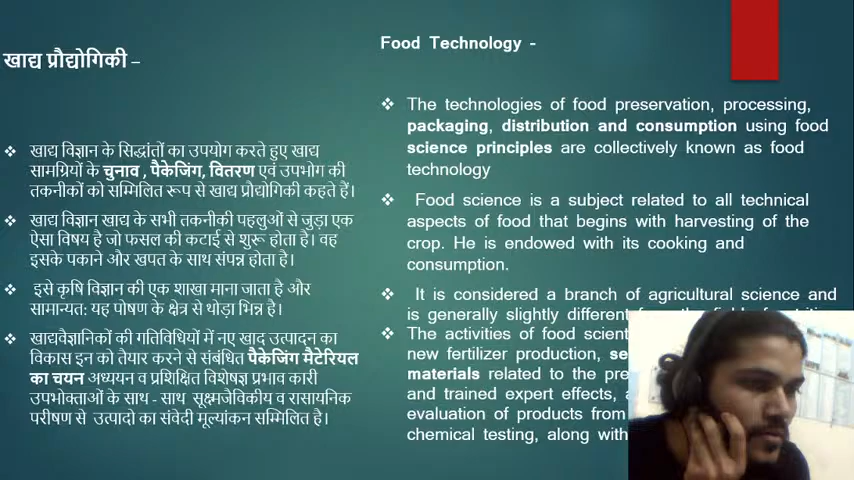 खाद्य प्रौद्योगिकी –
खाद्य विज्ञान के सिद्धांतों का उपयोग करते हुए खाद्य
सामग्रियों के चुनाव , पैकेजिंग, वितरण एवं उपभोग की
तकनीकों को सम्मिलित रूप से खाद्य प्रौद्योगिकी कहते हैं।
खाद्य विज्ञान खाद्य के सभी तकनीकी पहलुओं से जुड़ा एक
ऐसा विषय है जो फसल की कटाई से शुरू होता है। वह
इसके पकाने और खपत के साथ संपन्न होता है।
इसे कृषि विज्ञान की एक शाखा माना जाता है और
सामान्यत: यह पोषण के क्षेत्र से थोड़ा भिन्न है।
खाद्यवैज्ञानिकों की गतिविधियों में नए खाद्य उत्पादन का
विकास इन को तैयार करने से संबंधित पैकेजिंग मैटेरियल
का चयन अध्ययन व प्रशिक्षित विशेषज्ञ प्रभाव कारी
उपभोक्ताओं के साथ - साथ सूक्ष्मजैविकीय व रासायनिक
परीषण से उत्पादो का संवेदी मूल्यांकन सम्मिलित है।
Food Technology -
The technologies of food preservation, processing,
packaging, distribution and consumption using food
science principles are collectively known as food
technology
Food science is a subject related to all technical
aspects of food that begins with harvesting of the
crop. He is endowed with its cooking and
consumption.
It is considered a branch of agricultural science and
is generally slightly different
The activities of food
new fertilizer production,
materials related to the
and trained expert effects,
evaluation of products from
chemical testing, along with